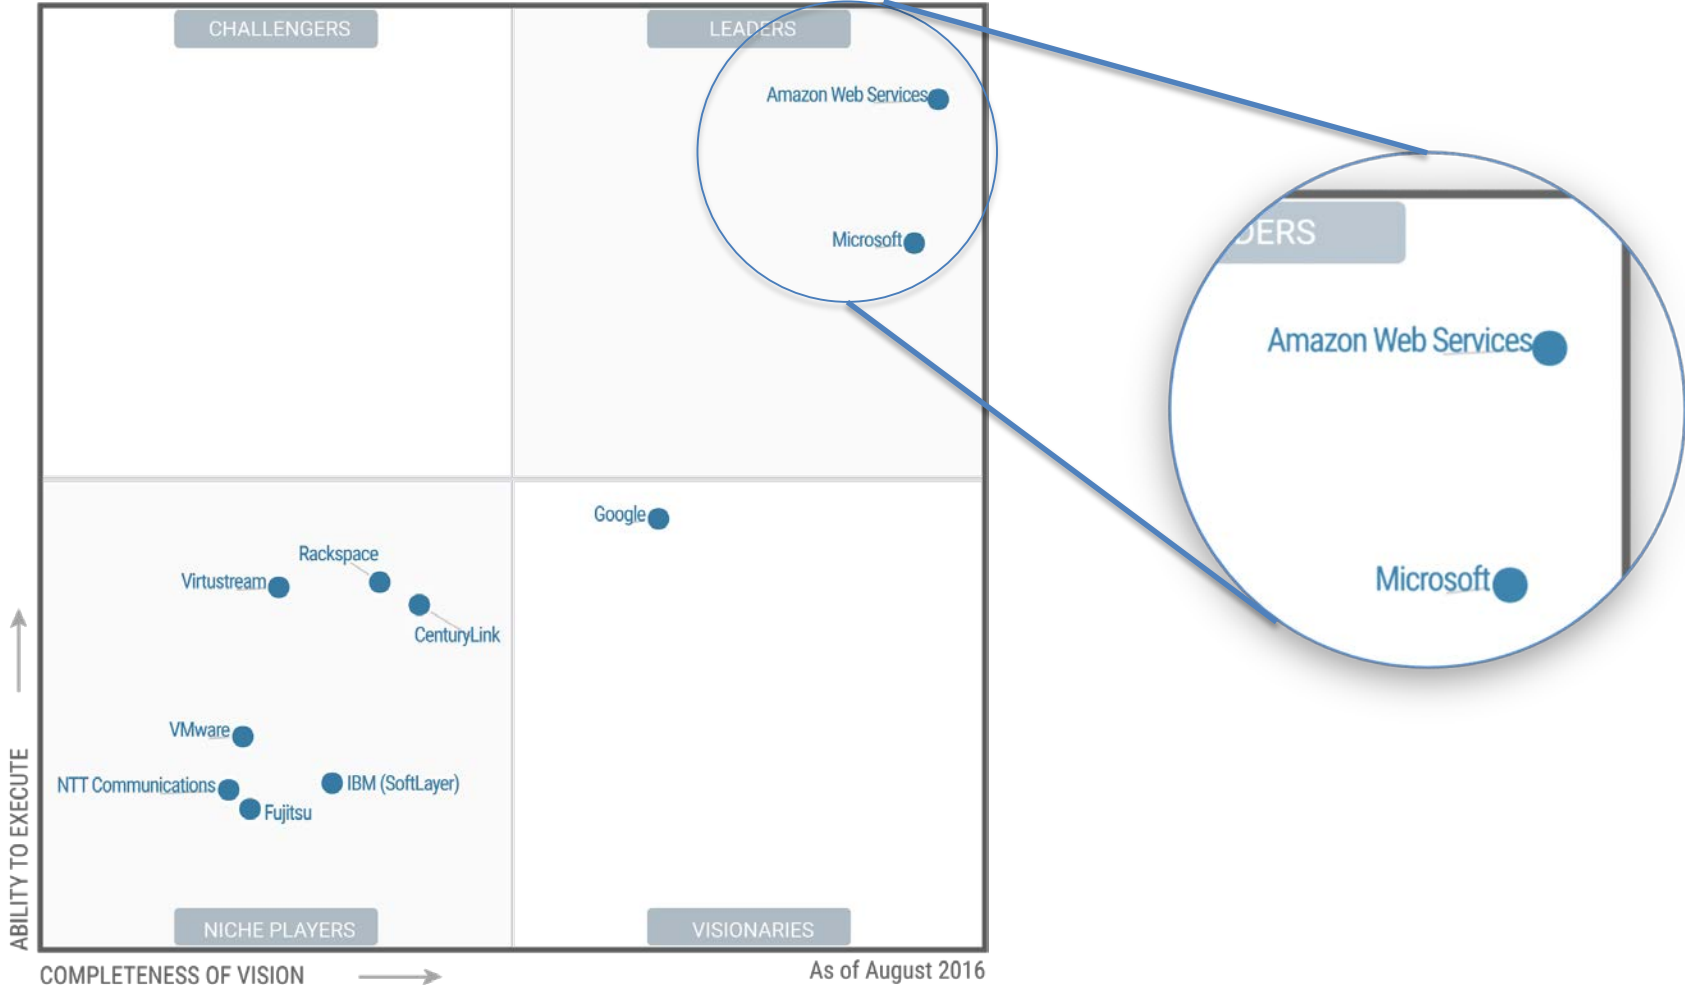 CHALLENGERS
LEADERS
Amazon Web Services
Microsoft
DERS
Amazon Web Services
Microsoft
Google
Rackspace
Virtustream
CenturyLink
VMware
NTT Communications
IBM (SoftLayer)
Fujitsu
NICHE PLAYERS
VISIONARIES
ABILITY TO EXECUTE
COMPLETENESS OF VISION
As of August 2016